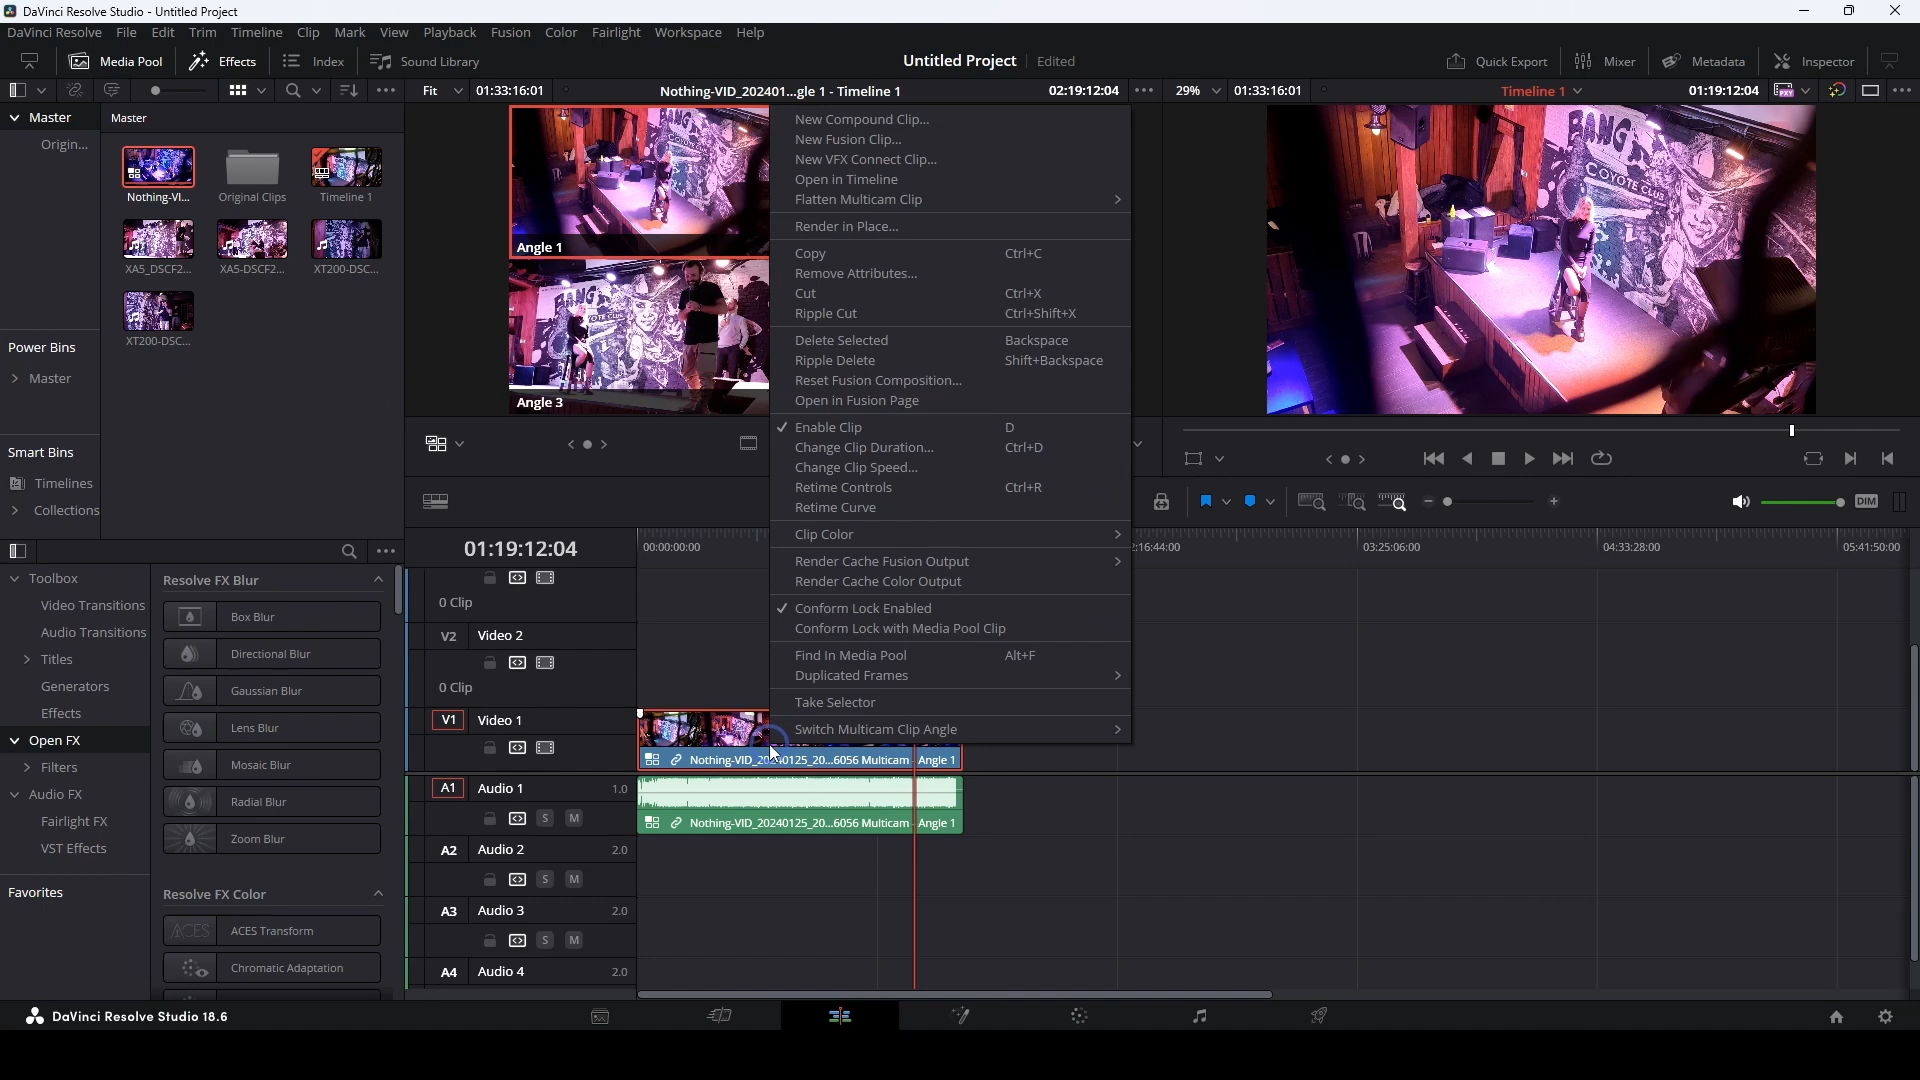 DaVinci Resolve Studio - Untitled Project
DaVinci Resolve File Edit Trim Timeline Clip Mark View Playback Fusion Color Fairlight Workspace Help
Media Pool Effects Index Sound Library Untitled Project Edited Quick Export Mixer Metadata Inspector
Fit 01:33:16:01 Nothing-VID_202401...gle 1 - Timeline 1 02:19:12:04 29% 01:33:16:01 Timeline 1 01:19:12:04
Master
Master
Origin...
Nothing-VI... Original Clips Timeline 1
XA5_DSCF2... XA5-DSCF2... XT200-DSC...
XT200-DSC...
Power Bins
Master
Smart Bins
Timelines
Collections
Angle 1
Angle 3
BANG
COYOTE CLUB
New Compound Clip...
New Fusion Clip...
New VFX Connect Clip...
Open in Timeline
Flatten Multicam Clip
Render in Place...
Copy Ctrl+C
Remove Attributes...
Cut Ctrl+X
Ripple Cut Ctrl+Shift+X
Delete Selected Backspace
Ripple Delete Shift+Backspace
Reset Fusion Composition...
Open in Fusion Page
Enable Clip D
Change Clip Duration... Ctrl+D
Change Clip Speed...
Retime Controls Ctrl+R
Retime Curve
Clip Color
Render Cache Fusion Output
Render Cache Color Output
Conform Lock Enabled
Conform Lock with Media Pool Clip
Find In Media Pool Alt+F
Duplicated Frames
Take Selector
Switch Multicam Clip Angle
DIM
Toolbox
Video Transitions
Audio Transitions
Titles
Generators
Effects
Open FX
Filters
Audio FX
Fairlight FX
VST Effects
Favorites
Resolve FX Blur
Box Blur
Directional Blur
Gaussian Blur
Lens Blur
Mosaic Blur
Radial Blur
Zoom Blur
Resolve FX Color
ACES Transform
Chromatic Adaptation
01:19:12:04 00:00:00:00 2:16:44:00 03:25:06:00 04:33:28:00 05:41:50:00
0 Clip
V2 Video 2
0 Clip
V1 Video 1
Nothing-VID_20240125_20...6056 Multicam - Angle 1
A1 Audio 1 1.0
S M
Nothing-VID_20240125_20...6056 Multicam - Angle 1
A2 Audio 2 2.0
S M
A3 Audio 3 2.0
S M
A4 Audio 4 2.0
DaVinci Resolve Studio 18.6